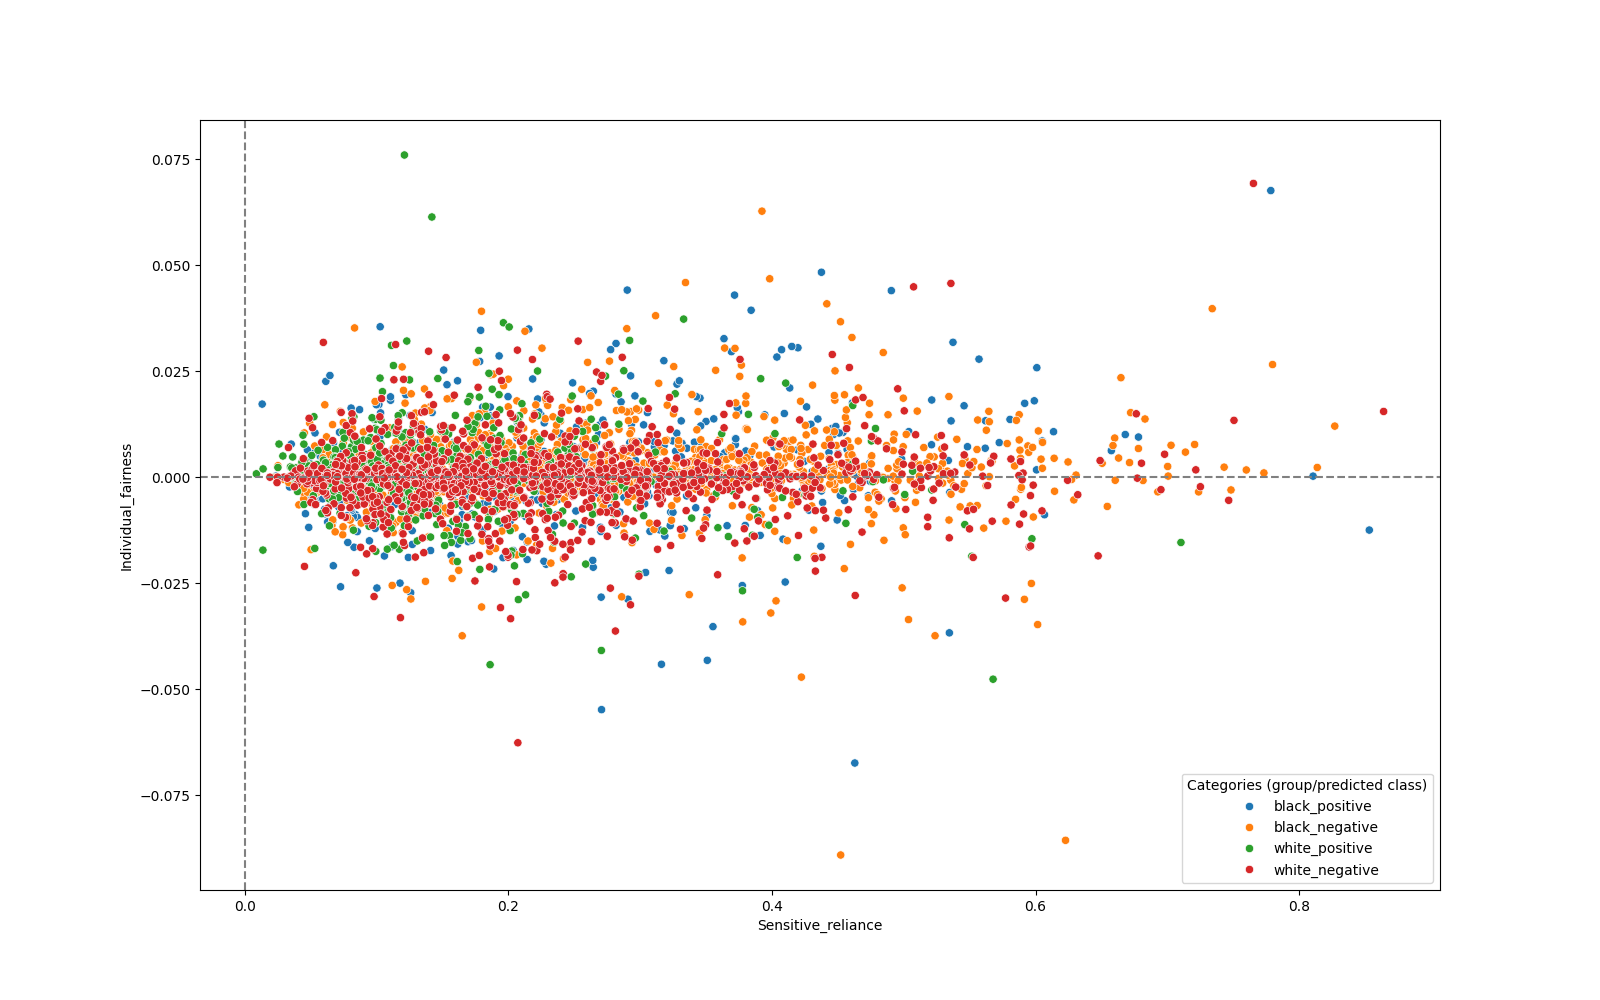 0.075
0.050
0.025
0.000
−0.025
−0.050
−0.075
Individual_fairness
0.0
0.2
0.4
0.6
0.8
Sensitive_reliance
Categories (group/predicted class)
black_positive
black_negative
white_positive
white_negative